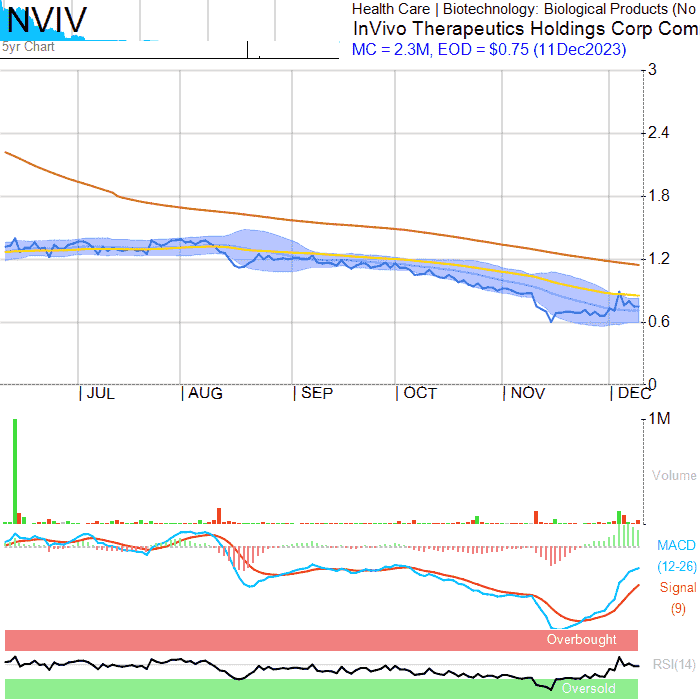 NVIV
5yr Chart
Health Care | Biotechnology: Biological Products (No
InVivo Therapeutics Holdings Corp Com
MC = 2.3M, EOD = $0.75 (11Dec2023)
3
2.4
1.8
1.2
0.6
0
JUL
AUG
SEP
OCT
NOV
DEC
1M
Volume
MACD
(12-26)
Signal
(9)
Overbought
RSI(14)
Oversold